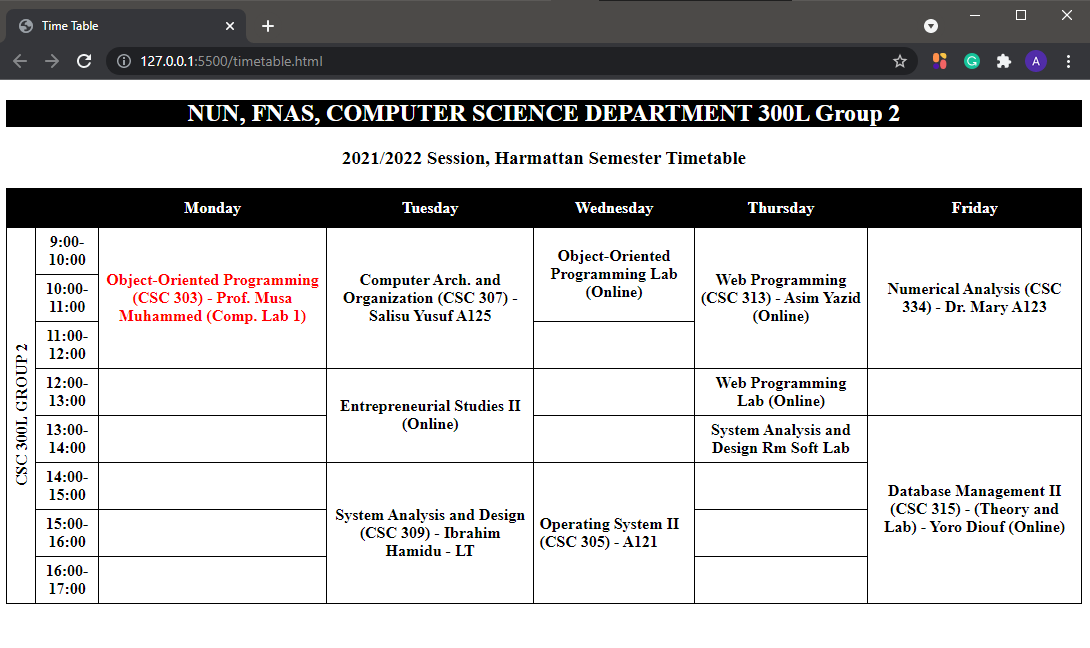 Time Table
127.0.0.1:5500/timetable.html
A
NUN, FNAS, COMPUTER SCIENCE DEPARTMENT 300L Group 2
2021/2022 Session, Harmattan Semester Timetable
Monday
Tuesday
Wednesday
Thursday
Friday
CSC 300L GROUP 2
9:00-
10:00
Object-Oriented Programming
(CSC 303) - Prof. Musa
Muhammed (Comp. Lab 1)
Computer Arch. and
Organization (CSC 307) -
Salisu Yusuf A125
Object-Oriented
Programming Lab
(Online)
Web Programming
(CSC 313) - Asim Yazid
(Online)
Numerical Analysis (CSC
334) - Dr. Mary A123
10:00-
11:00
11:00-
12:00
12:00-
13:00
Entrepreneurial Studies II
(Online)
Web Programming
Lab (Online)
13:00-
14:00
System Analysis and
Design Rm Soft Lab
Database Management II
(CSC 315) - (Theory and
Lab) - Yoro Diouf (Online)
14:00-
15:00
System Analysis and Design
(CSC 309) - Ibrahim
Hamidu - LT
Operating System II
(CSC 305) - A121
15:00-
16:00
16:00-
17:00